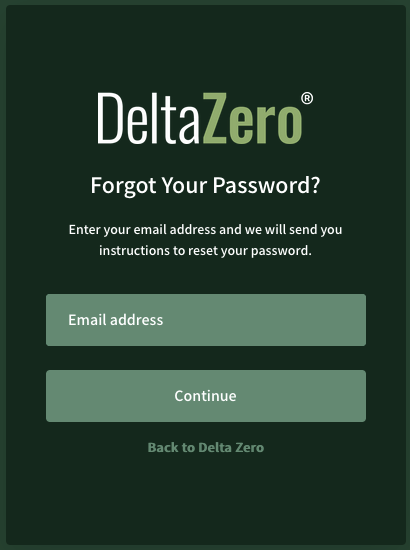 DeltaZero®
Forgot Your Password?
Enter your email address and we will send you
instructions to reset your password.
Email address
Continue
Back to Delta Zero